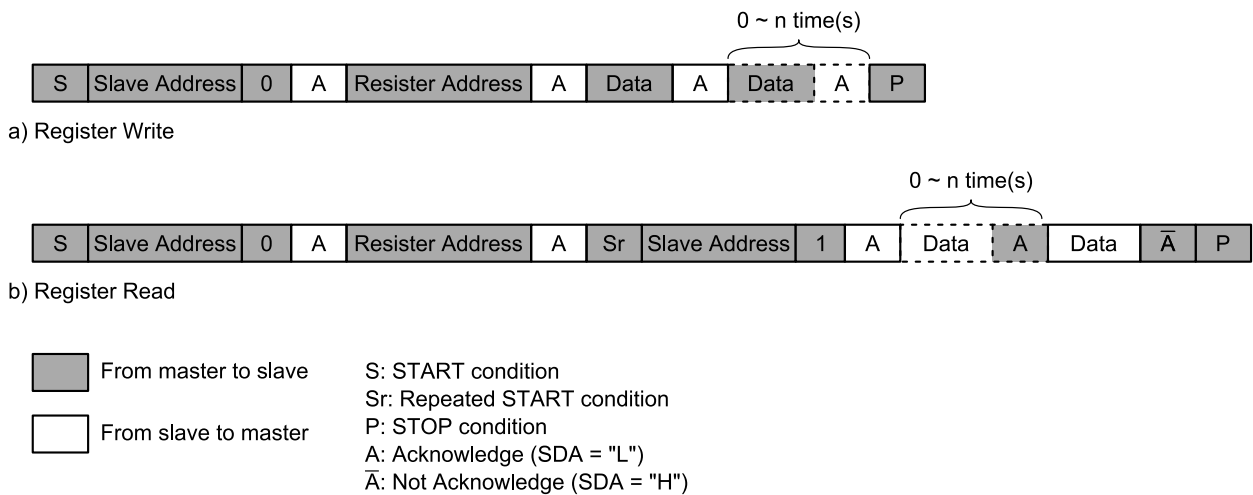 0 ~ n time(s)
S Slave Address 0 A Resister Address A Data A Data A P
a) Register Write
0 ~ n time(s)
S Slave Address 0 A Resister Address A Sr Slave Address 1 A Data A Data A̅ P
b) Register Read
From master to slave
From slave to master
S: START condition
Sr: Repeated START condition
P: STOP condition
A: Acknowledge (SDA = "L")
A̅: Not Acknowledge (SDA = "H")